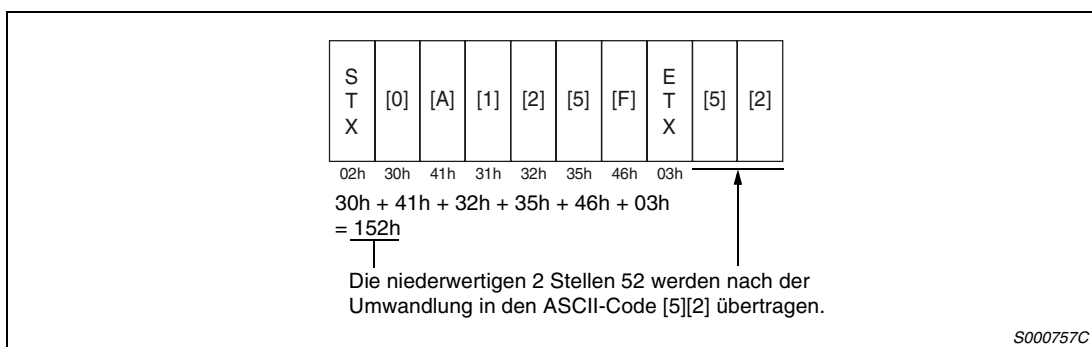 STX [0] [A] [1] [2] [5] [F] ETX [5] [2]
02h 30h 41h 31h 32h 35h 46h 03h
30h + 41h + 32h + 35h + 46h + 03h
= 152h
Die niederwertigen 2 Stellen 52 werden nach der
Umwandlung in den ASCII-Code [5][2] übertragen.
S000757C